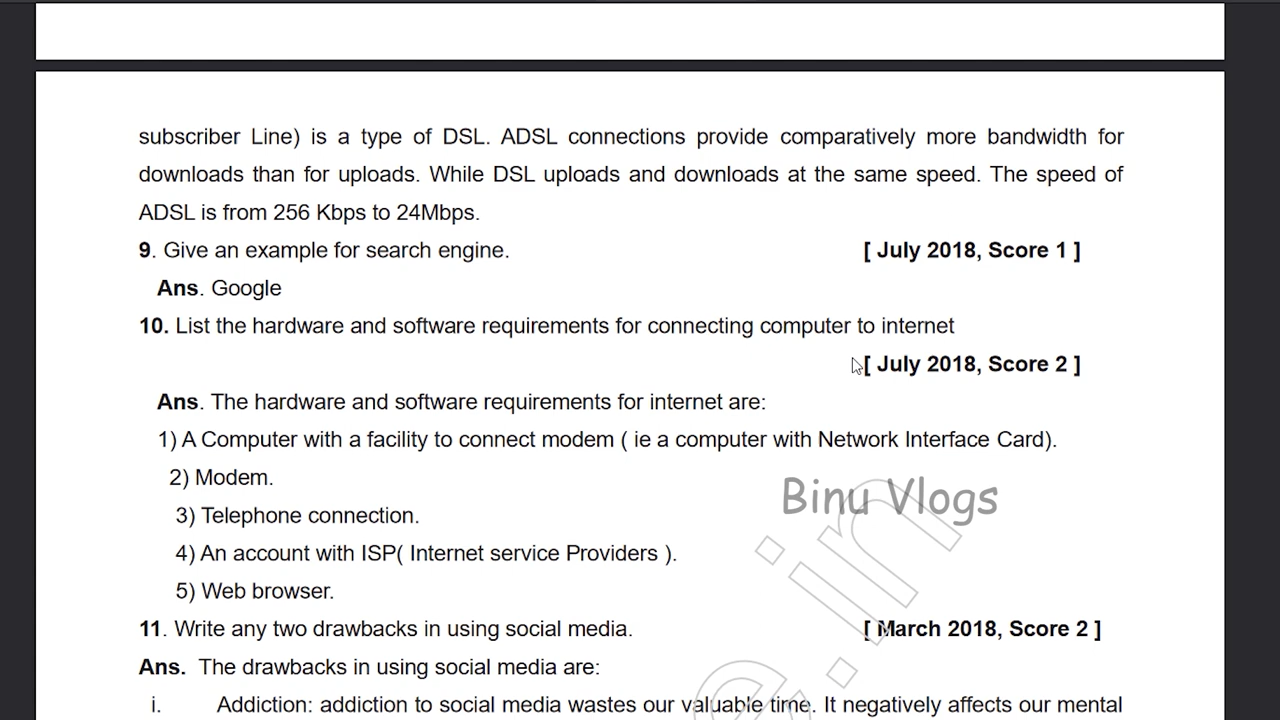 subscriber Line) is a type of DSL. ADSL connections provide comparatively more bandwidth for
downloads than for uploads. While DSL uploads and downloads at the same speed. The speed of
ADSL is from 256 Kbps to 24Mbps.
9. Give an example for search engine. [ July 2018, Score 1 ]
Ans. Google
10. List the hardware and software requirements for connecting computer to internet
[ July 2018, Score 2 ]
Ans. The hardware and software requirements for internet are:
1) A Computer with a facility to connect modem ( ie a computer with Network Interface Card).
2) Modem.
Binu Vlogs
3) Telephone connection.
4) An account with ISP( Internet service Providers ).
5) Web browser.
11. Write any two drawbacks in using social media. [ March 2018, Score 2 ]
Ans. The drawbacks in using social media are:
i. Addiction: addiction to social media wastes our valuable time. It negatively affects our mental
e.in